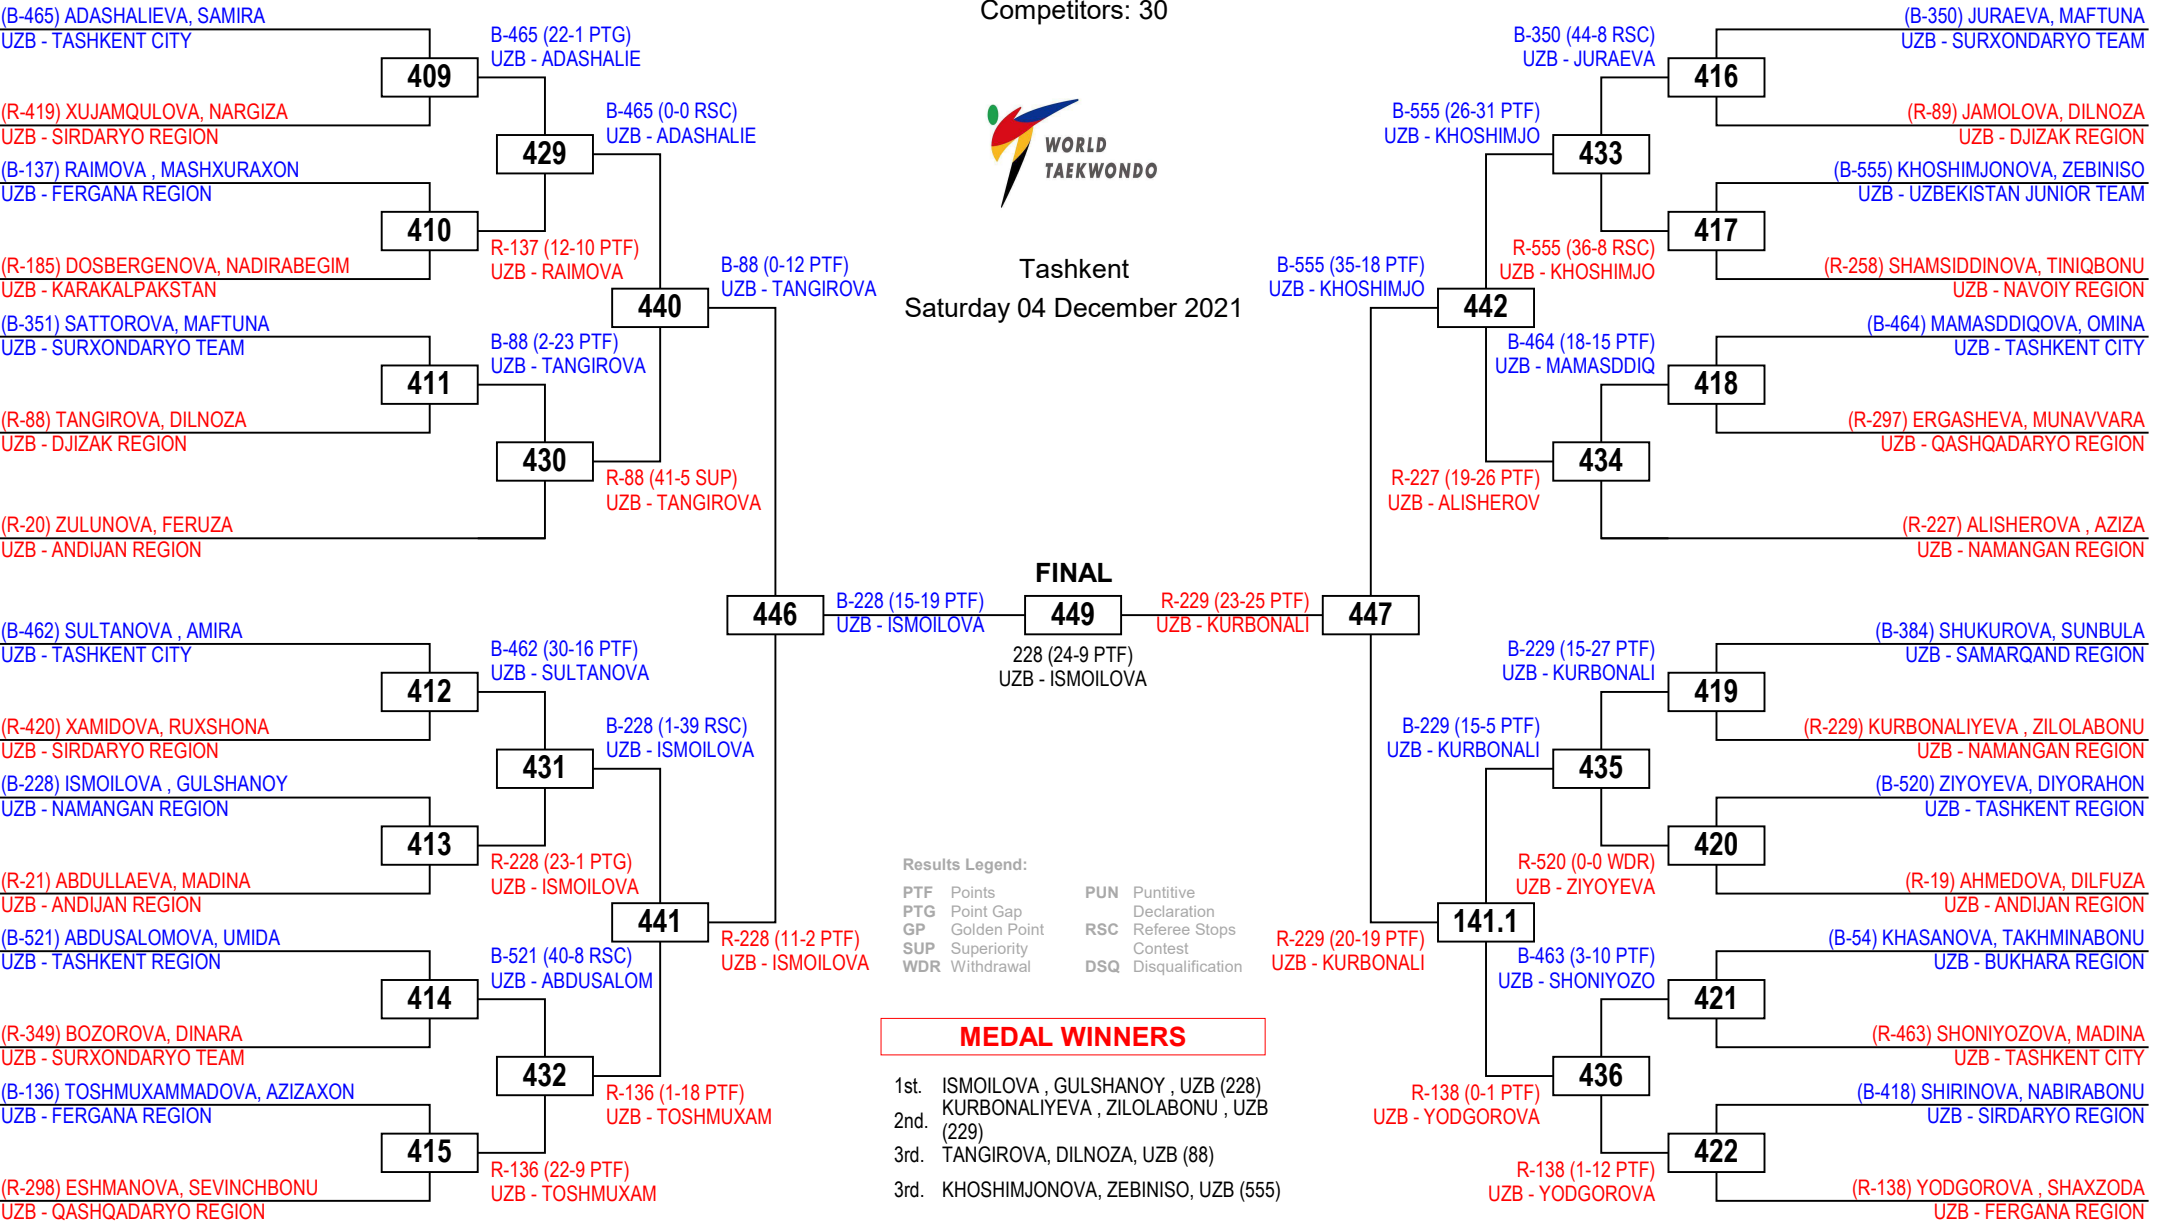 Competitors: 30
WORLD
TAEKWONDO
Tashkent
Saturday 04 December 2021
(B-465) ADASHALIEVA, SAMIRA
UZB - TASHKENT CITY
409
(R-419) XUJAMQULOVA, NARGIZA
UZB - SIRDARYO REGION
(B-137) RAIMOVA , MASHXURAXON
UZB - FERGANA REGION
410
(R-185) DOSBERGENOVA, NADIRABEGIM
UZB - KARAKALPAKSTAN
(B-351) SATTOROVA, MAFTUNA
UZB - SURXONDARYO TEAM
411
(R-88) TANGIROVA, DILNOZA
UZB - DJIZAK REGION
(R-20) ZULUNOVA, FERUZA
UZB - ANDIJAN REGION
(B-462) SULTANOVA , AMIRA
UZB - TASHKENT CITY
412
(R-420) XAMIDOVA, RUXSHONA
UZB - SIRDARYO REGION
(B-228) ISMOILOVA , GULSHANOY
UZB - NAMANGAN REGION
413
(R-21) ABDULLAEVA, MADINA
UZB - ANDIJAN REGION
(B-521) ABDUSALOMOVA, UMIDA
UZB - TASHKENT REGION
414
(R-349) BOZOROVA, DINARA
UZB - SURXONDARYO TEAM
(B-136) TOSHMUXAMMADOVA, AZIZAXON
UZB - FERGANA REGION
415
(R-298) ESHMANOVA, SEVINCHBONU
UZB - QASHQADARYO REGION
B-465 (22-1 PTG)
UZB - ADASHALIE
429
R-137 (12-10 PTF)
UZB - RAIMOVA
B-88 (2-23 PTF)
UZB - TANGIROVA
430
B-462 (30-16 PTF)
UZB - SULTANOVA
431
R-228 (23-1 PTG)
UZB - ISMOILOVA
B-521 (40-8 RSC)
UZB - ABDUSALOM
432
R-136 (22-9 PTF)
UZB - TOSHMUXAM
B-465 (0-0 RSC)
UZB - ADASHALIE
440
R-88 (41-5 SUP)
UZB - TANGIROVA
B-228 (1-39 RSC)
UZB - ISMOILOVA
441
R-136 (1-18 PTF)
UZB - TOSHMUXAM
B-88 (0-12 PTF)
UZB - TANGIROVA
446
R-228 (11-2 PTF)
UZB - ISMOILOVA
B-228 (15-19 PTF)
UZB - ISMOILOVA
FINAL
449
228 (24-9 PTF)
UZB - ISMOILOVA
R-229 (23-25 PTF)
UZB - KURBONALI
447
B-555 (35-18 PTF)
UZB - KHOSHIMJO
R-229 (20-19 PTF)
UZB - KURBONALI
B-555 (26-31 PTF)
UZB - KHOSHIMJO
442
R-227 (19-26 PTF)
UZB - ALISHEROV
B-229 (15-5 PTF)
UZB - KURBONALI
141.1
R-138 (0-1 PTF)
UZB - YODGOROVA
B-350 (44-8 RSC)
UZB - JURAEVA
433
R-555 (36-8 RSC)
UZB - KHOSHIMJO
B-464 (18-15 PTF)
UZB - MAMASDDIQ
434
B-229 (15-27 PTF)
UZB - KURBONALI
435
R-520 (0-0 WDR)
UZB - ZIYOYEVA
B-463 (3-10 PTF)
UZB - SHONIYOZO
436
R-138 (1-12 PTF)
UZB - YODGOROVA
(B-350) JURAEVA, MAFTUNA
UZB - SURXONDARYO TEAM
416
(R-89) JAMOLOVA, DILNOZA
UZB - DJIZAK REGION
(B-555) KHOSHIMJONOVA, ZEBINISO
UZB - UZBEKISTAN JUNIOR TEAM
417
(R-258) SHAMSIDDINOVA, TINIQBONU
UZB - NAVOIY REGION
(B-464) MAMASDDIQOVA, OMINA
UZB - TASHKENT CITY
418
(R-297) ERGASHEVA, MUNAVVARA
UZB - QASHQADARYO REGION
(R-227) ALISHEROVA , AZIZA
UZB - NAMANGAN REGION
(B-384) SHUKUROVA, SUNBULA
UZB - SAMARQAND REGION
419
(R-229) KURBONALIYEVA , ZILOLABONU
UZB - NAMANGAN REGION
(B-520) ZIYOYEVA, DIYORAHON
UZB - TASHKENT REGION
420
(R-19) AHMEDOVA, DILFUZA
UZB - ANDIJAN REGION
(B-54) KHASANOVA, TAKHMINABONU
UZB - BUKHARA REGION
421
(R-463) SHONIYOZOVA, MADINA
UZB - TASHKENT CITY
(B-418) SHIRINOVA, NABIRABONU
UZB - SIRDARYO REGION
422
(R-138) YODGOROVA , SHAXZODA
UZB - FERGANA REGION
Results Legend:
PTF Points
PTG Point Gap
GP Golden Point
SUP Superiority
WDR Withdrawal
PUN Puntitive
Declaration
RSC Referee Stops
Contest
DSQ Disqualification
MEDAL WINNERS
1st. ISMOILOVA , GULSHANOY , UZB (228)
2nd. KURBONALIYEVA , ZILOLABONU , UZB
(229)
3rd. TANGIROVA, DILNOZA, UZB (88)
3rd. KHOSHIMJONOVA, ZEBINISO, UZB (555)